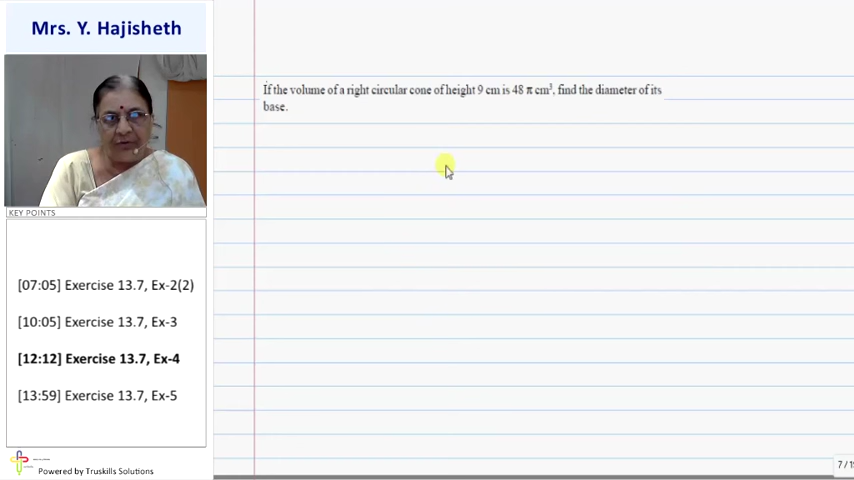 Mrs. Y. Hajisheth
If the volume of a right circular cone of height 9 cm is 48 π cm³, find the diameter of its
base.
KEY POINTS
[07:05] Exercise 13.7, Ex-2(2)
[10:05] Exercise 13.7, Ex-3
[12:12] Exercise 13.7, Ex-4
[13:59] Exercise 13.7, Ex-5
Powered by Truskills Solutions